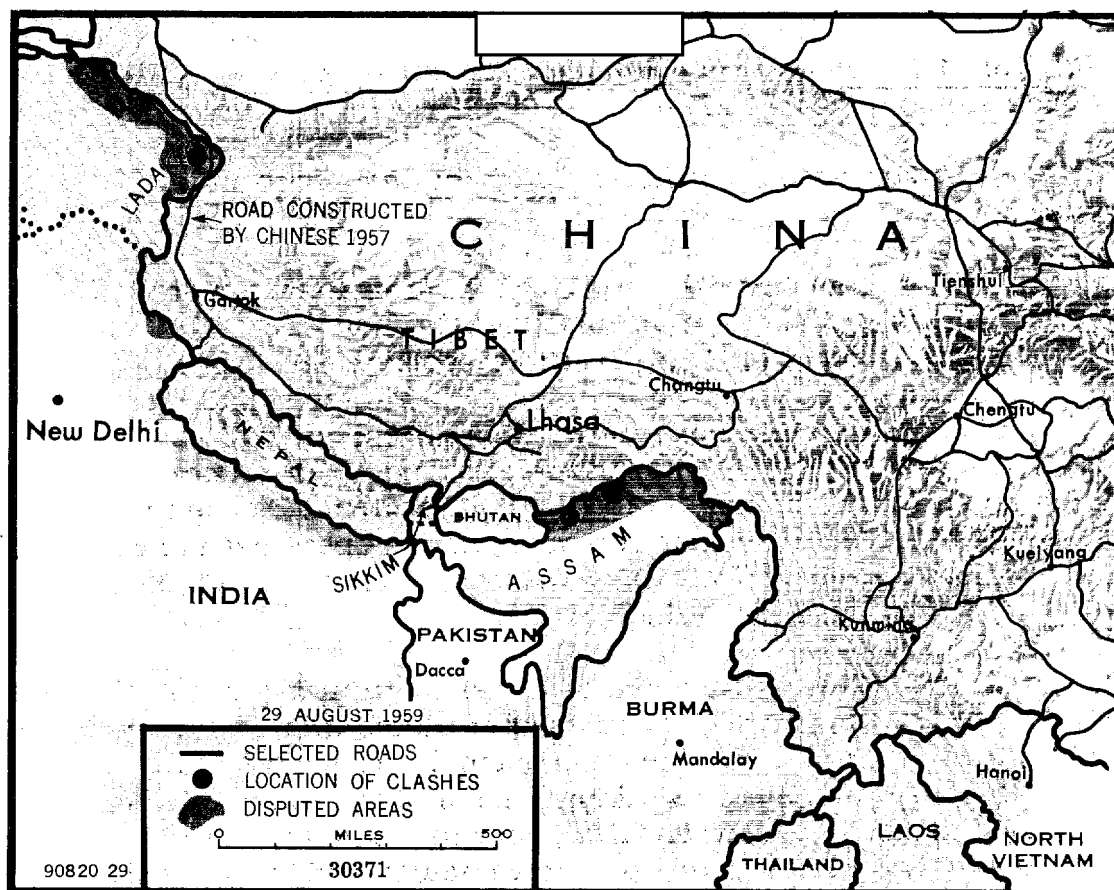 LADA
ROAD CONSTRUCTED
BY CHINESE 1957
CHINA
Tienshui
Gartok
TIBET
Changtu
Chengtu
Lhasa
New Delhi
NEPAL
BHUTAN
SIKKIM
ASSAM
Kueiyang
INDIA
PAKISTAN
Dacca
Kunming
BURMA
Mandalay
Hanoi
LAOS
NORTH
VIETNAM
THAILAND
29 AUGUST 1959
SELECTED ROADS
LOCATION OF CLASHES
DISPUTED AREAS
0 MILES 500
30371
90820 29